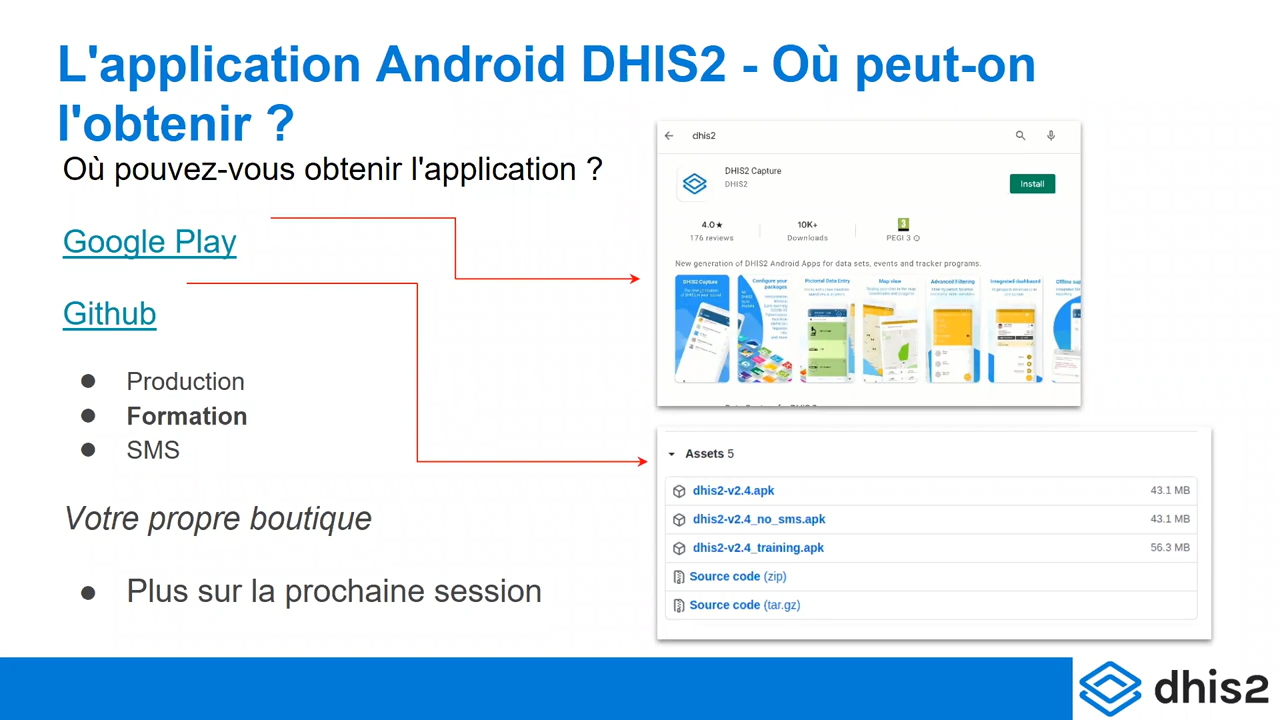 L'application Android DHIS2 - Où peut-on
l'obtenir ?
Où pouvez-vous obtenir l'application ?
Google Play
Github
● Production
● Formation
● SMS
Votre propre boutique
● Plus sur la prochaine session
dhis2
DHIS2 Capture
DHIS2
Install
4.0★
176 reviews
10K+
Downloads
3
PEGI 3
New generation of DHIS2 Android Apps for data sets, events and tracker programs.
DHIS2 Capture
Configure your
packages
Pictorial Data Entry
Map view
Advanced Filtering
Integrated dashboard
Offline
Assets 5
dhis2-v2.4.apk 43.1 MB
dhis2-v2.4_no_sms.apk 43.1 MB
dhis2-v2.4_training.apk 56.3 MB
Source code (zip)
Source code (tar.gz)
dhis2